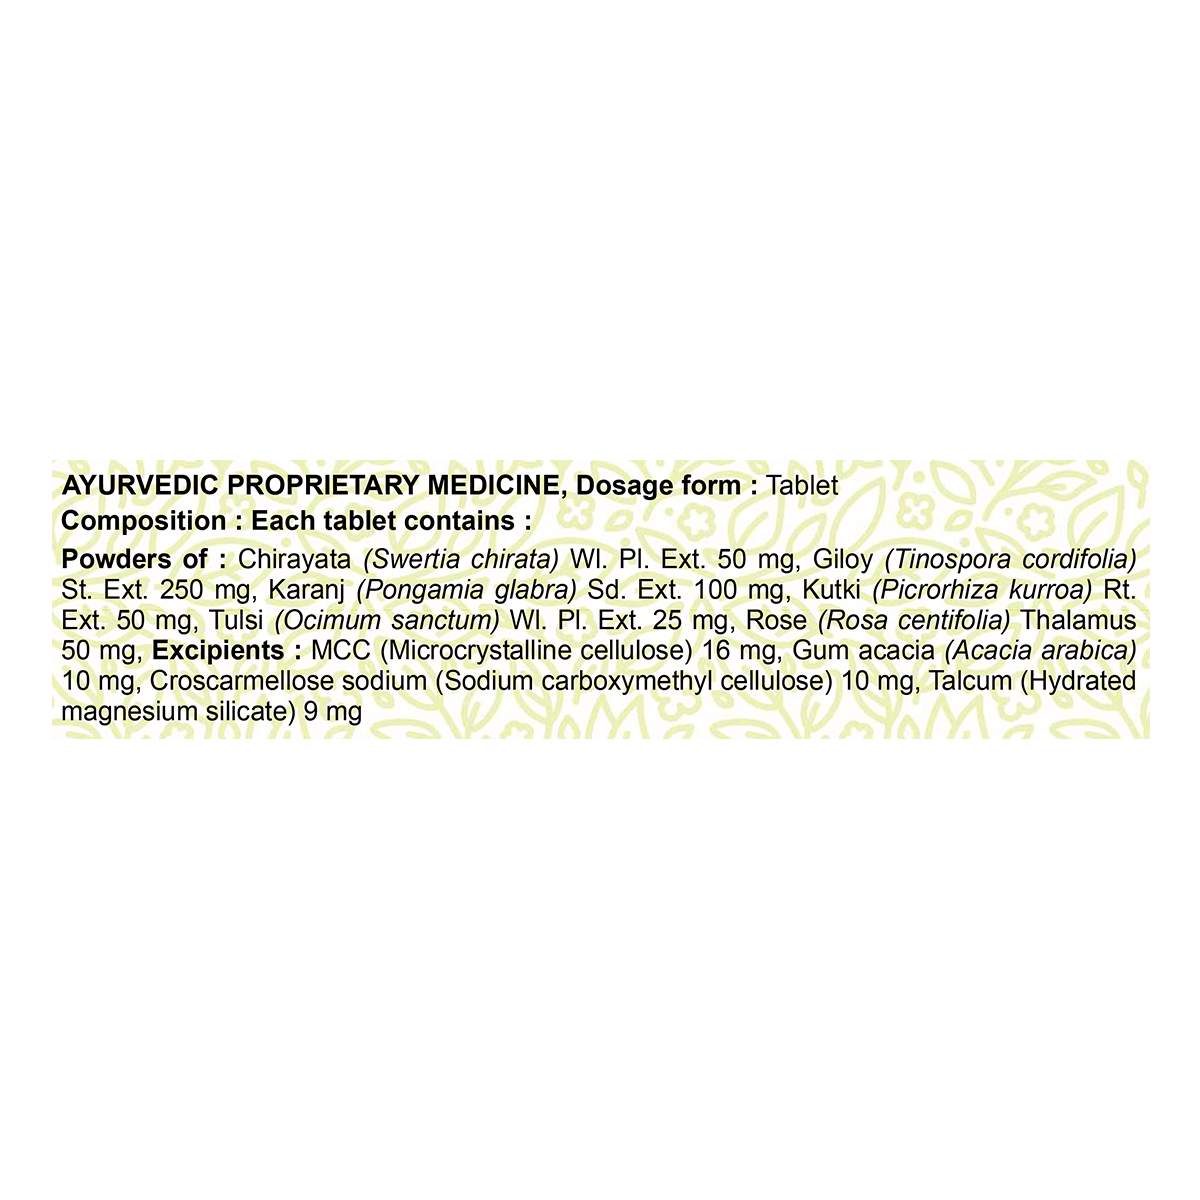 AYURVEDIC PROPRIETARY MEDICINE, Dosage form : Tablet
Composition : Each tablet contains :
Powders of : Chirayata (Swertia chirata) Wl. Pl. Ext. 50 mg, Giloy (Tinospora cordifolia)
St. Ext. 250 mg, Karanj (Pongamia glabra) Sd. Ext. 100 mg, Kutki (Picrorhiza kurroa) Rt.
Ext. 50 mg, Tulsi (Ocimum sanctum) Wl. Pl. Ext. 25 mg, Rose (Rosa centifolia) Thalamus
50 mg, Excipients : MCC (Microcrystalline cellulose) 16 mg, Gum acacia (Acacia arabica)
10 mg, Croscarmellose sodium (Sodium carboxymethyl cellulose) 10 mg, Talcum (Hydrated
magnesium silicate) 9 mg